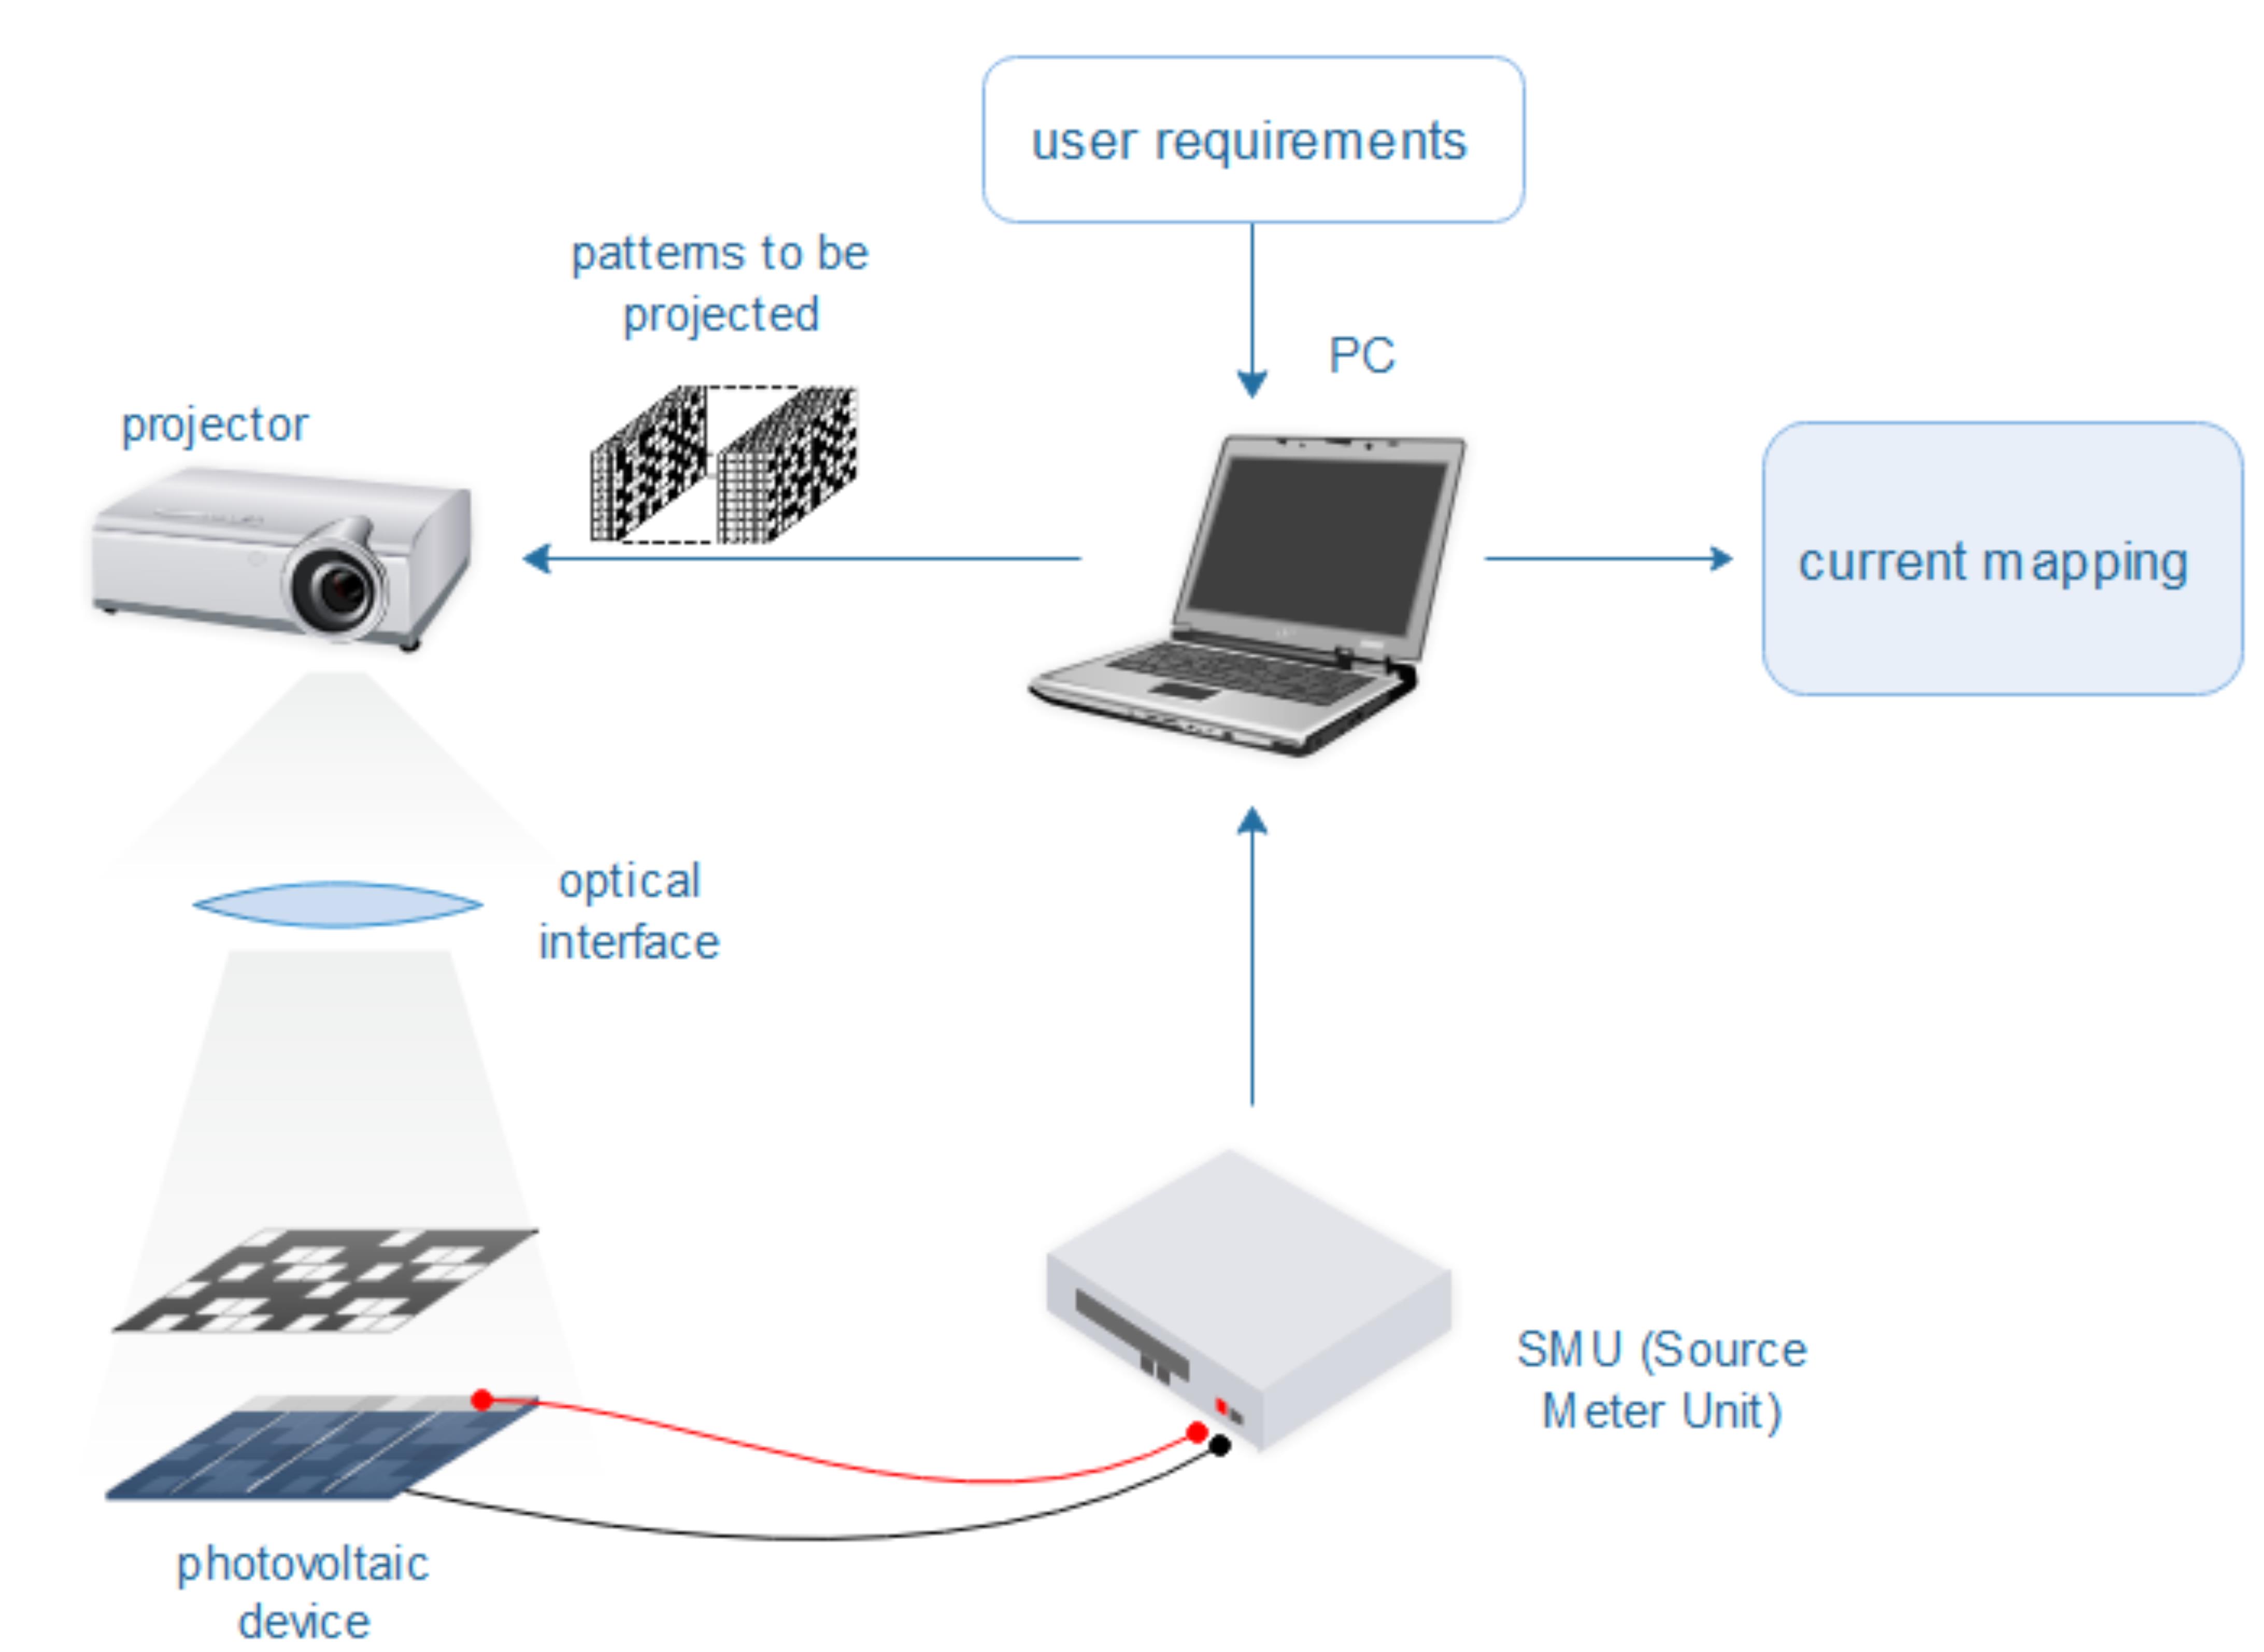 user requirements
patterns to be
projected
PC
projector
current mapping
optical
interface
SMU (Source
Meter Unit)
photovoltaic
device